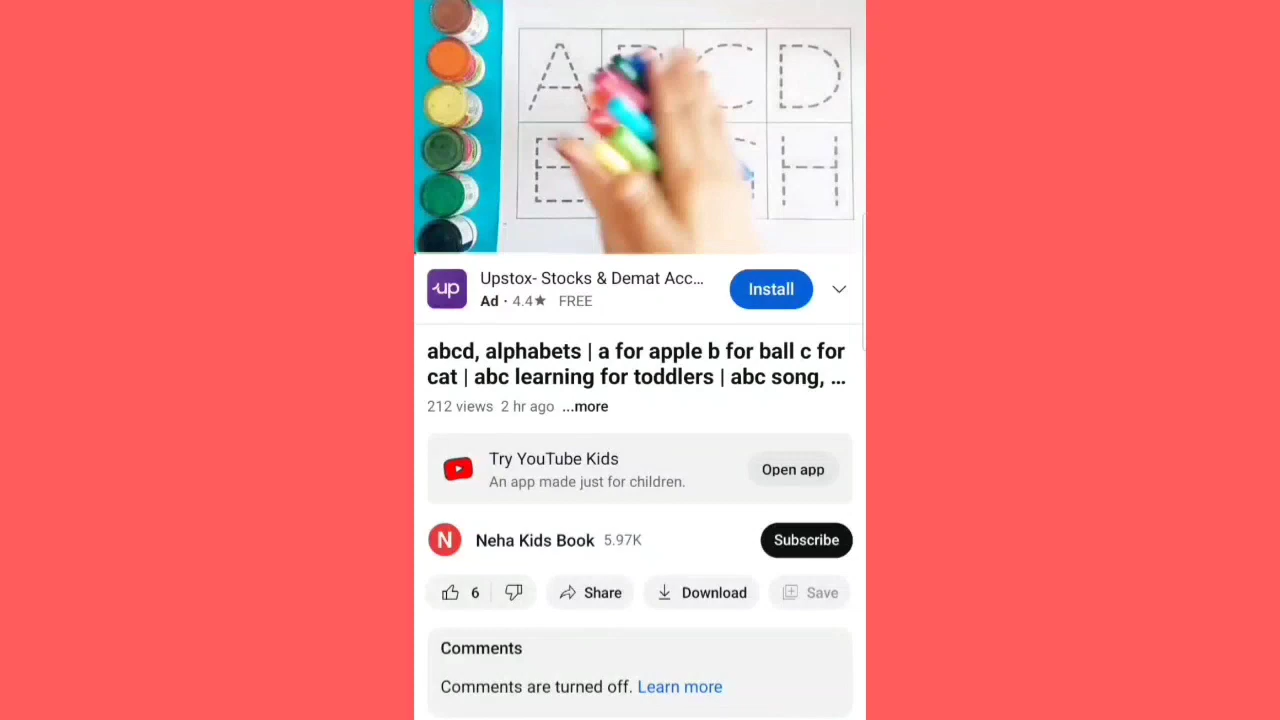 A B C D
E H
up
Upstox- Stocks & Demat Acc...
Ad · 4.4★ FREE
Install
abcd, alphabets | a for apple b for ball c for
cat | abc learning for toddlers | abc song, ...
212 views 2 hr ago ...more
Try YouTube Kids
An app made just for children.
Open app
N
Neha Kids Book 5.97K
Subscribe
6
Share
Download
Save
Comments
Comments are turned off. Learn more